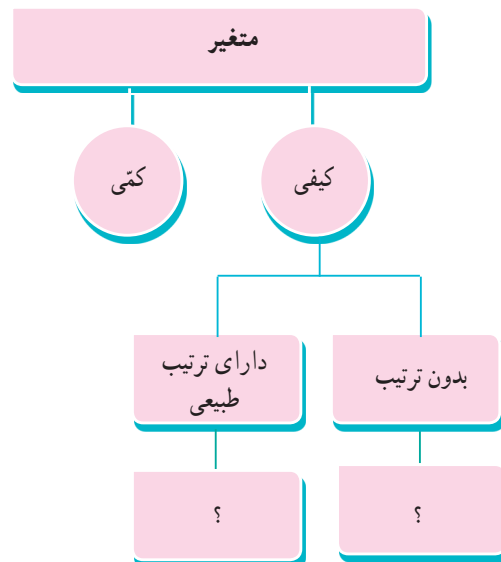 متغیر
کیفی
کمّی
بدون ترتیب
دارای ترتیب
طبیعی
؟
؟